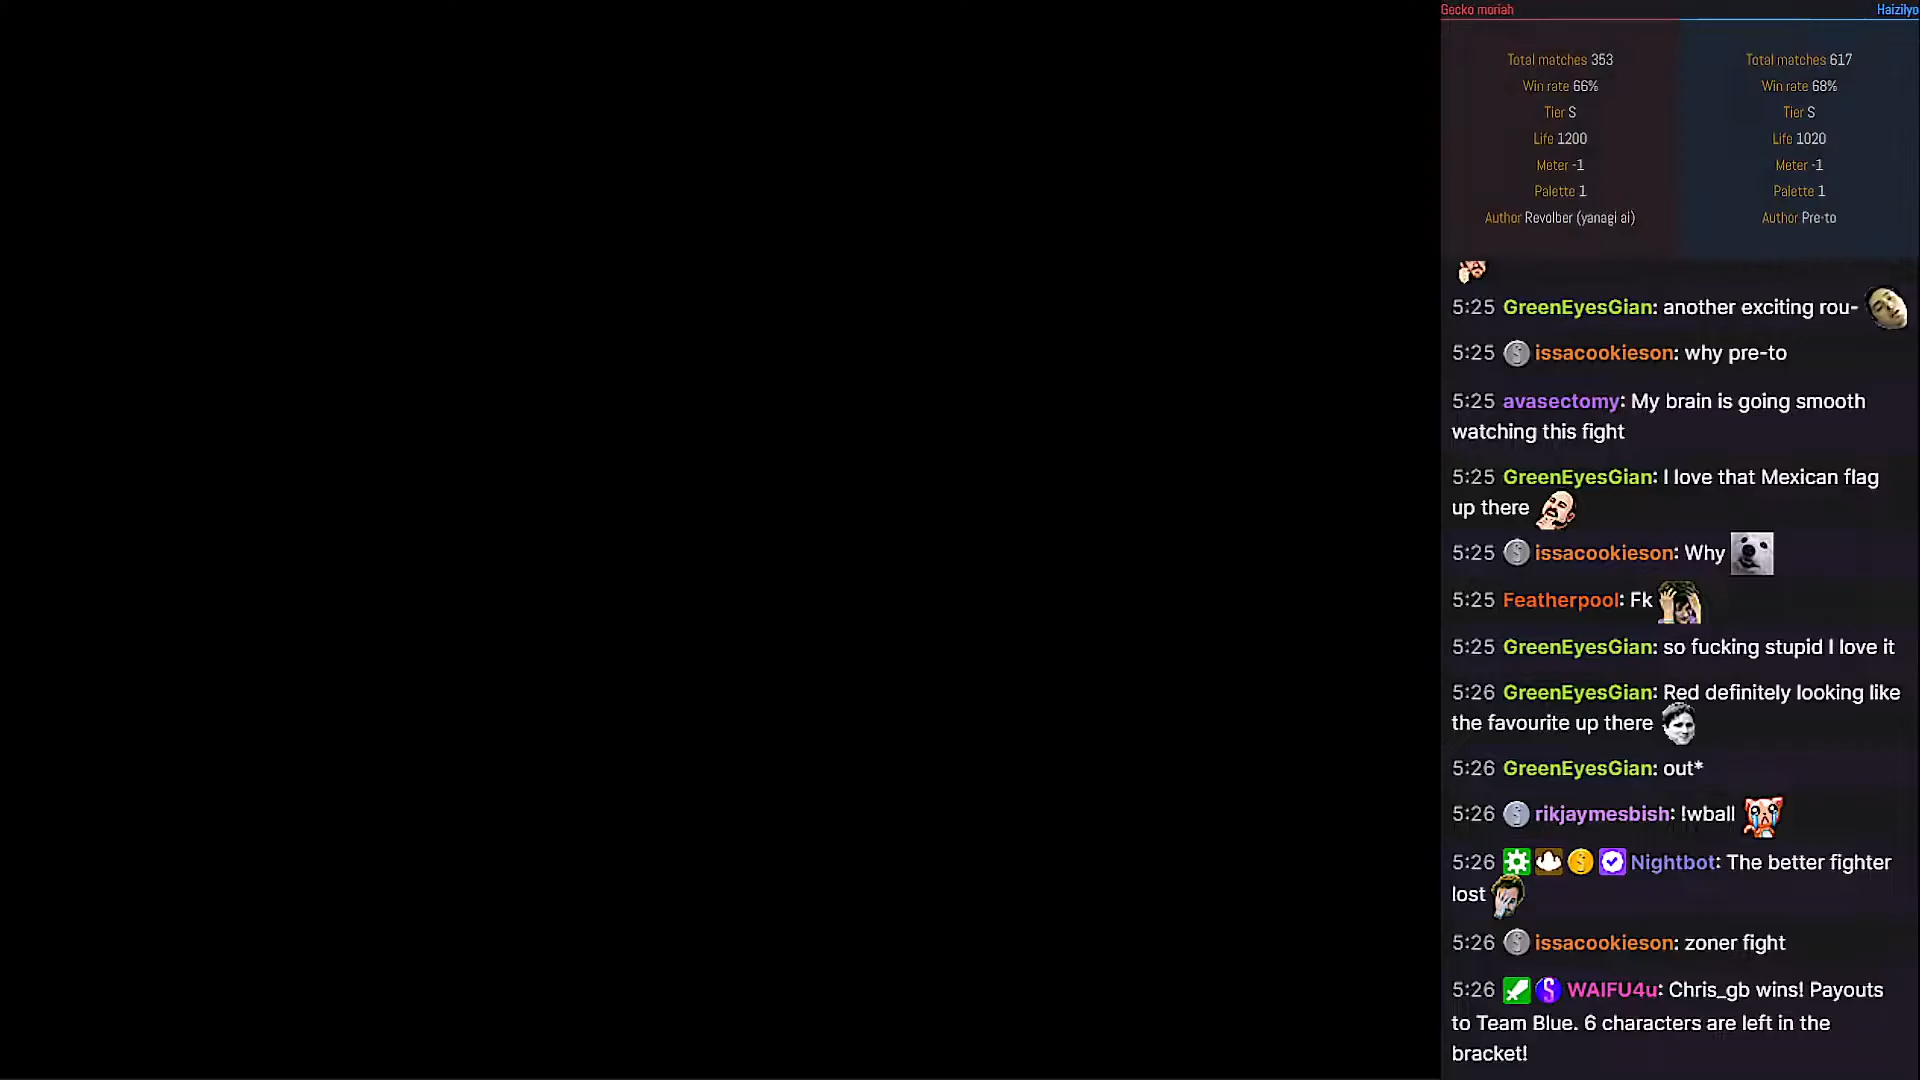 Gecko moriah
Haizilyo
Total matches 353
Win rate 66%
Tier S
Life 1200
Meter -1
Palette 1
Author Revolber (yanagi ai)
Total matches 617
Win rate 68%
Tier S
Life 1020
Meter -1
Palette 1
Author Pre-to
5:25 GreenEyesGian: another exciting rou-
5:25 issacookieson: why pre-to
5:25 avasectomy: My brain is going smooth
watching this fight
5:25 GreenEyesGian: I love that Mexican flag
up there
5:25 issacookieson: Why
5:25 Featherpool: Fk
5:25 GreenEyesGian: so fucking stupid I love it
5:26 GreenEyesGian: Red definitely looking like
the favourite up there
5:26 GreenEyesGian: out*
5:26 rikjaymesbish: !wball
5:26 Nightbot: The better fighter
lost
5:26 issacookieson: zoner fight
5:26 WAIFU4u: Chris_gb wins! Payouts
to Team Blue. 6 characters are left in the
bracket!